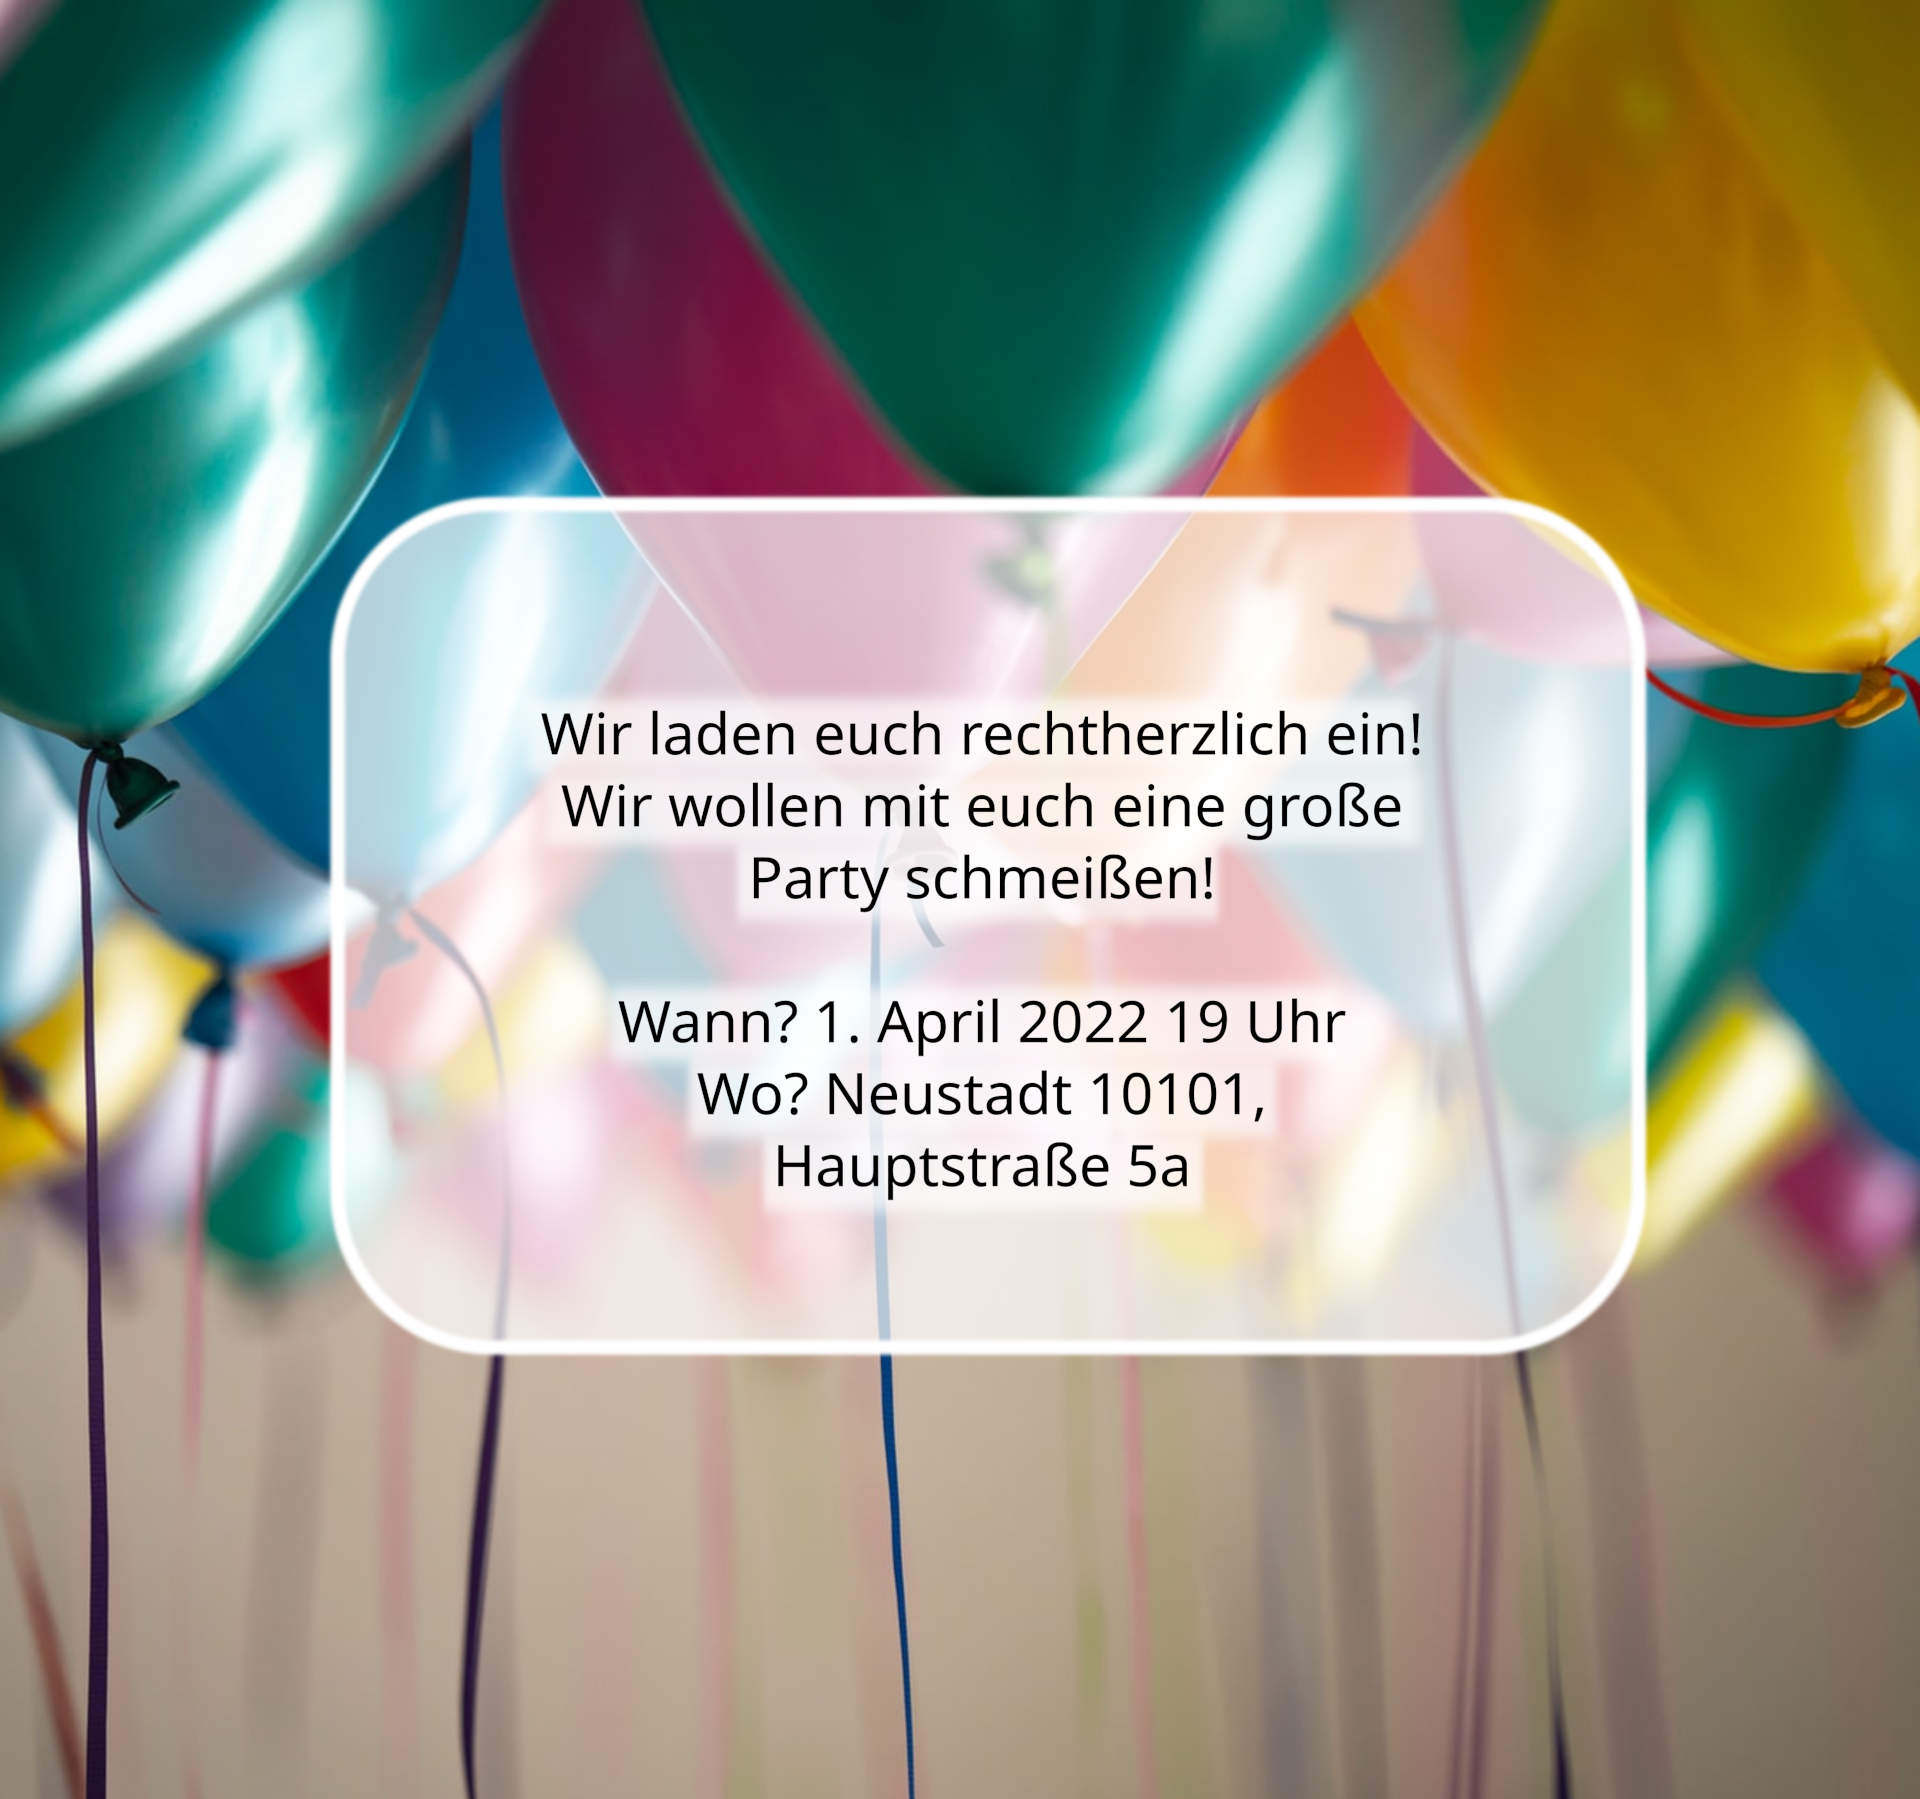 Wir laden euch rechtherzlich ein!
Wir wollen mit euch eine große
Party schmeißen!
Wann? 1. April 2022 19 Uhr
Wo? Neustadt 10101,
Hauptstraße 5a